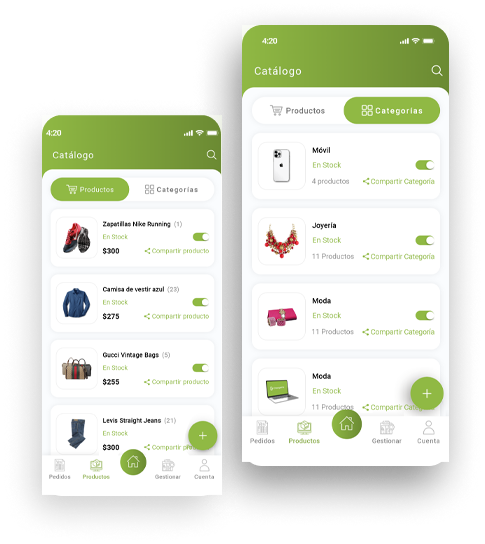 4:20
Catálogo
Productos
Categorías
Zapatillas Nike Running (1)
En Stock
$300
Compartir producto
Camisa de vestir azul (23)
En Stock
$275
Compartir producto
Gucci Vintage Bags (5)
En Stock
$255
Compartir producto
Levis Straight Jeans (21)
En Stock
$300
Compartir producto
Pedidos
Productos
Gestionar
Cuenta
4:20
Catálogo
Productos
Categorías
Móvil
En Stock
4 productos
Compartir Categoría
Joyería
En Stock
11 Productos
Compartir Categoría
Moda
En Stock
11 Productos
Compartir Categoría
Moda
En Stock
11 Productos
Compartir Categoría
Pedidos
Productos
Gestionar
Cuenta